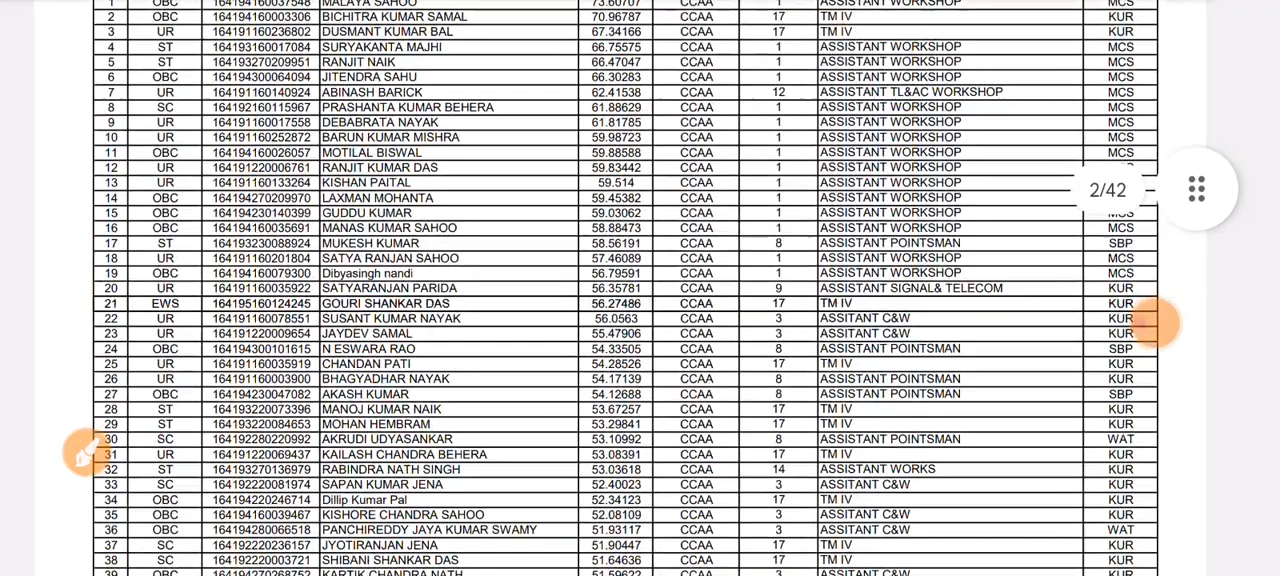 1 OBC 164194160037548 MALAYA SAHOO 73.60707 CCAA 1 ASSISTANT WORKSHOP MCS
2 OBC 164194160003306 BICHITRA KUMAR SAMAL 70.96787 CCAA 17 TM IV KUR
3 UR 164191160236802 DUSMANT KUMAR BAL 67.34166 CCAA 17 TM IV KUR
4 ST 164193160017084 SURYAKANTA MAJHI 66.75575 CCAA 1 ASSISTANT WORKSHOP MCS
5 ST 164193270209951 RANJIT NAIK 66.47047 CCAA 1 ASSISTANT WORKSHOP MCS
6 OBC 164194300064094 JITENDRA SAHU 66.30283 CCAA 1 ASSISTANT WORKSHOP MCS
7 UR 164191160140924 ABINASH BARICK 62.41538 CCAA 12 ASSISTANT TL&AC WORKSHOP MCS
8 SC 164192160115967 PRASHANTA KUMAR BEHERA 61.88629 CCAA 1 ASSISTANT WORKSHOP MCS
9 UR 164191160017558 DEBABRATA NAYAK 61.81785 CCAA 1 ASSISTANT WORKSHOP MCS
10 UR 164191160252872 BARUN KUMAR MISHRA 59.98723 CCAA 1 ASSISTANT WORKSHOP MCS
11 OBC 164194160026057 MOTILAL BISWAL 59.88588 CCAA 1 ASSISTANT WORKSHOP MCS
12 UR 164191220006761 RANJIT KUMAR DAS 59.83442 CCAA 1 ASSISTANT WORKSHOP
13 UR 164191160133264 KISHAN PAITAL 59.514 CCAA 1 ASSISTANT WORKSHOP
2/42
14 OBC 164194270209970 LAXMAN MOHANTA 59.45382 CCAA 1 ASSISTANT WORKSHOP
15 OBC 164194230140399 GUDDU KUMAR 59.03062 CCAA 1 ASSISTANT WORKSHOP MCS
16 OBC 164194160035691 MANAS KUMAR SAHOO 58.88473 CCAA 1 ASSISTANT WORKSHOP MCS
17 ST 164193230088924 MUKESH KUMAR 58.56191 CCAA 8 ASSISTANT POINTSMAN SBP
18 UR 164191160201804 SATYA RANJAN SAHOO 57.46089 CCAA 1 ASSISTANT WORKSHOP MCS
19 OBC 164194160079300 Dibyasingh nandi 56.79591 CCAA 1 ASSISTANT WORKSHOP MCS
20 UR 164191160035922 SATYARANJAN PARIDA 56.35781 CCAA 9 ASSISTANT SIGNAL& TELECOM KUR
21 EWS 164195160124245 GOURI SHANKAR DAS 56.27486 CCAA 17 TM IV KUR
22 UR 164191160078551 SUSANT KUMAR NAYAK 56.0563 CCAA 3 ASSITANT C&W KUR
23 UR 164191220009654 JAYDEV SAMAL 55.47906 CCAA 3 ASSITANT C&W KUR
24 OBC 164194300101615 N ESWARA RAO 54.33505 CCAA 8 ASSISTANT POINTSMAN SBP
25 UR 164191160035919 CHANDAN PATI 54.28526 CCAA 17 TM IV KUR
26 UR 164191160003900 BHAGYADHAR NAYAK 54.17139 CCAA 8 ASSISTANT POINTSMAN KUR
27 OBC 164194230047082 AKASH KUMAR 54.12688 CCAA 8 ASSISTANT POINTSMAN SBP
28 ST 164193220073396 MANOJ KUMAR NAIK 53.67257 CCAA 17 TM IV KUR
29 ST 164193220084653 MOHAN HEMBRAM 53.29841 CCAA 17 TM IV KUR
30 SC 164192280220992 AKRUDI UDYASANKAR 53.10992 CCAA 8 ASSISTANT POINTSMAN WAT
31 UR 164191220069437 KAILASH CHANDRA BEHERA 53.08391 CCAA 17 TM IV KUR
32 ST 164193270136979 RABINDRA NATH SINGH 53.03618 CCAA 14 ASSISTANT WORKS KUR
33 SC 164192220081974 SAPAN KUMAR JENA 52.40023 CCAA 3 ASSITANT C&W KUR
34 OBC 164194220246714 Dillip Kumar Pal 52.34123 CCAA 17 TM IV KUR
35 OBC 164194160039467 KISHORE CHANDRA SAHOO 52.08109 CCAA 3 ASSITANT C&W KUR
36 OBC 164194280066518 PANCHIREDDY JAYA KUMAR SWAMY 51.93117 CCAA 3 ASSITANT C&W WAT
37 SC 164192220236157 JYOTIRANJAN JENA 51.90447 CCAA 17 TM IV KUR
38 SC 164192220003721 SHIBANI SHANKAR DAS 51.64636 CCAA 17 TM IV KUR
39 OBC 164194270268752 KARTIK CHANDRA NATH 51.59622 CCAA 3 ASSITANT C&W KUR